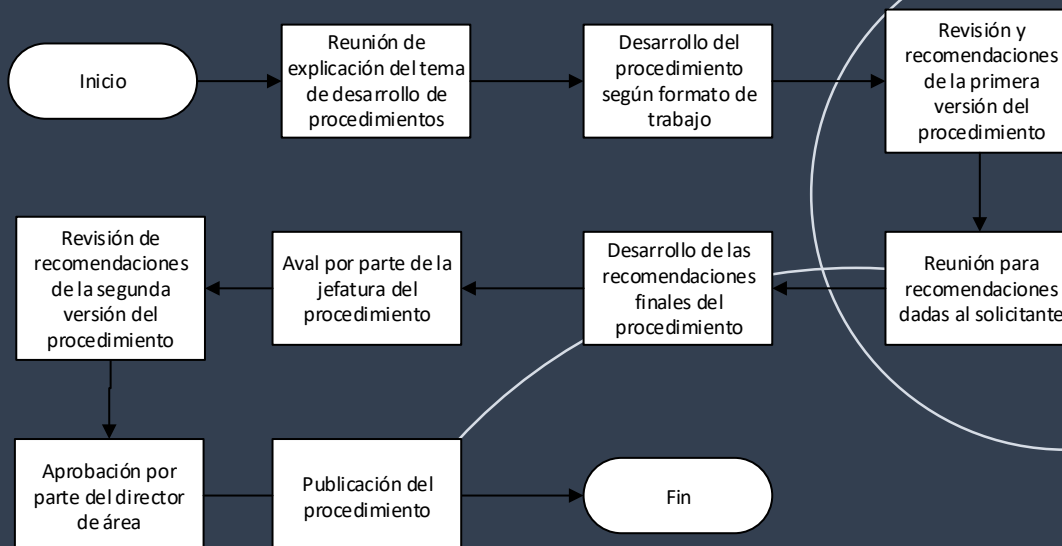 Inicio
Reunión de
explicación del tema
de desarrollo de
procedimientos
Desarrollo del
procedimiento
según formato de
trabajo
Revisión y
recomendaciones
de la primera
versión del
procedimiento
Reunión para
recomendaciones
dadas al solicitante
Desarrollo de las
recomendaciones
finales del
procedimiento
Aval por parte de la
jefatura del
procedimiento
Revisión de
recomendaciones
de la segunda
versión del
procedimiento
Aprobación por
parte del director
de área
Publicación del
procedimiento
Fin